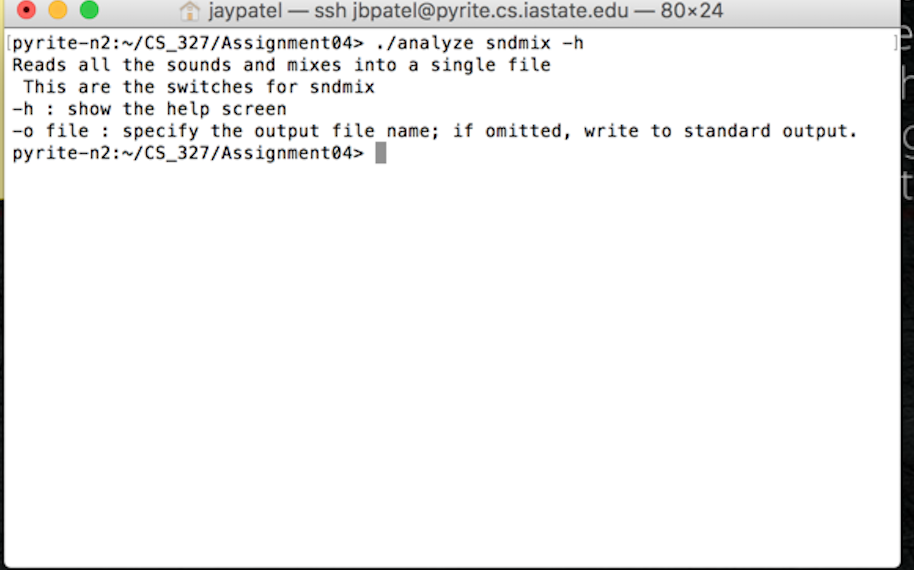 jaypatel — ssh jbpatel@pyrite.cs.iastate.edu — 80×24
[pyrite-n2:~/CS_327/Assignment04> ./analyze sndmix -h ]
Reads all the sounds and mixes into a single file
 This are the switches for sndmix
-h : show the help screen
-o file : specify the output file name; if omitted, write to standard output.
pyrite-n2:~/CS_327/Assignment04>